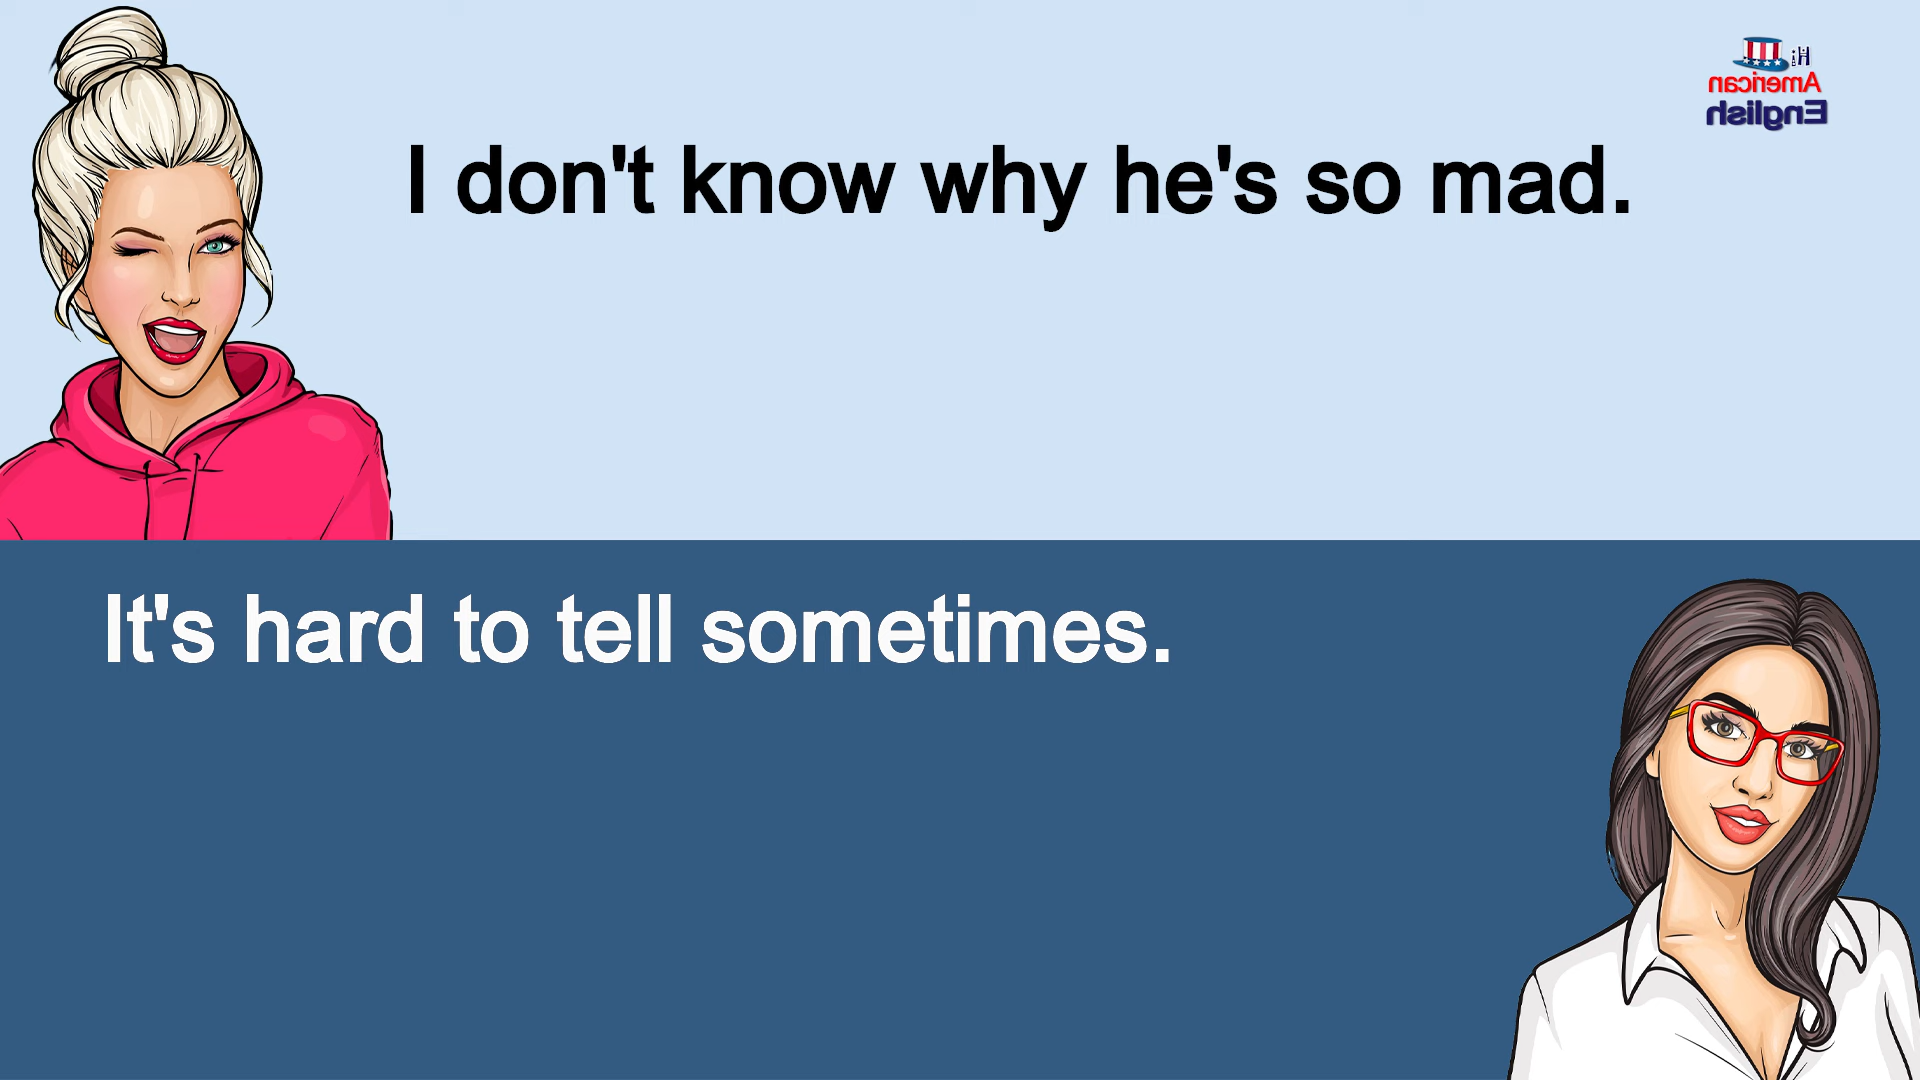 Hi
American
English
I don't know why he's so mad.
It's hard to tell sometimes.